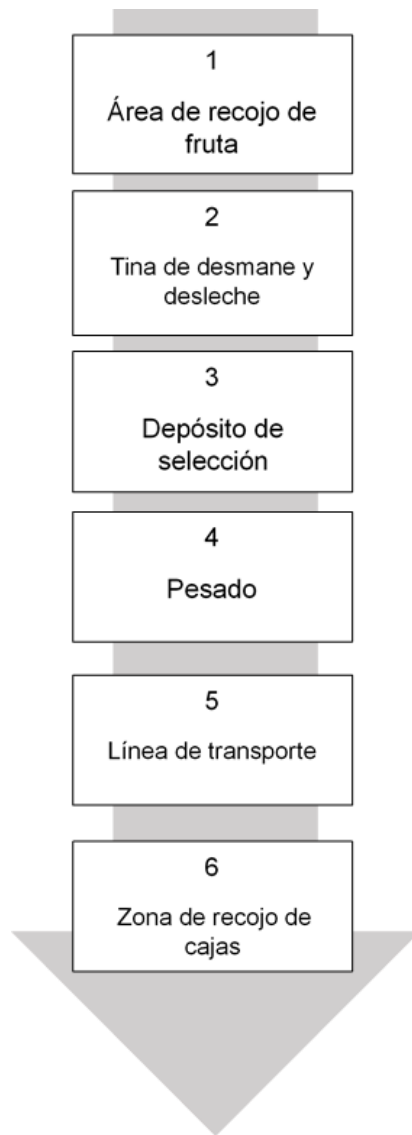 1
Área de recojo de
fruta
2
Tina de desmane y
desleche
3
Depósito de
selección
4
Pesado
5
Línea de transporte
6
Zona de recojo de
cajas